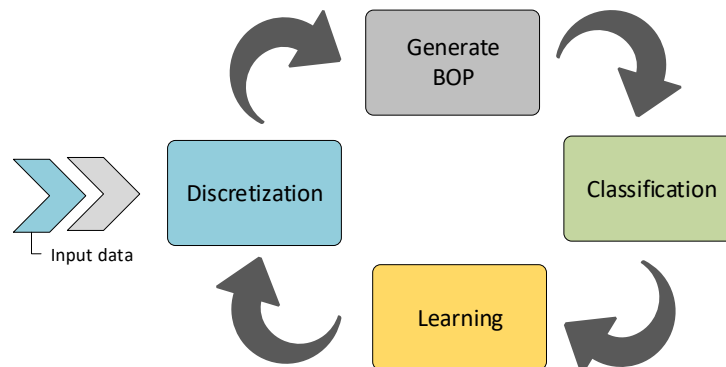 Generate
BOP
Discretization
Classification
Input data
Learning